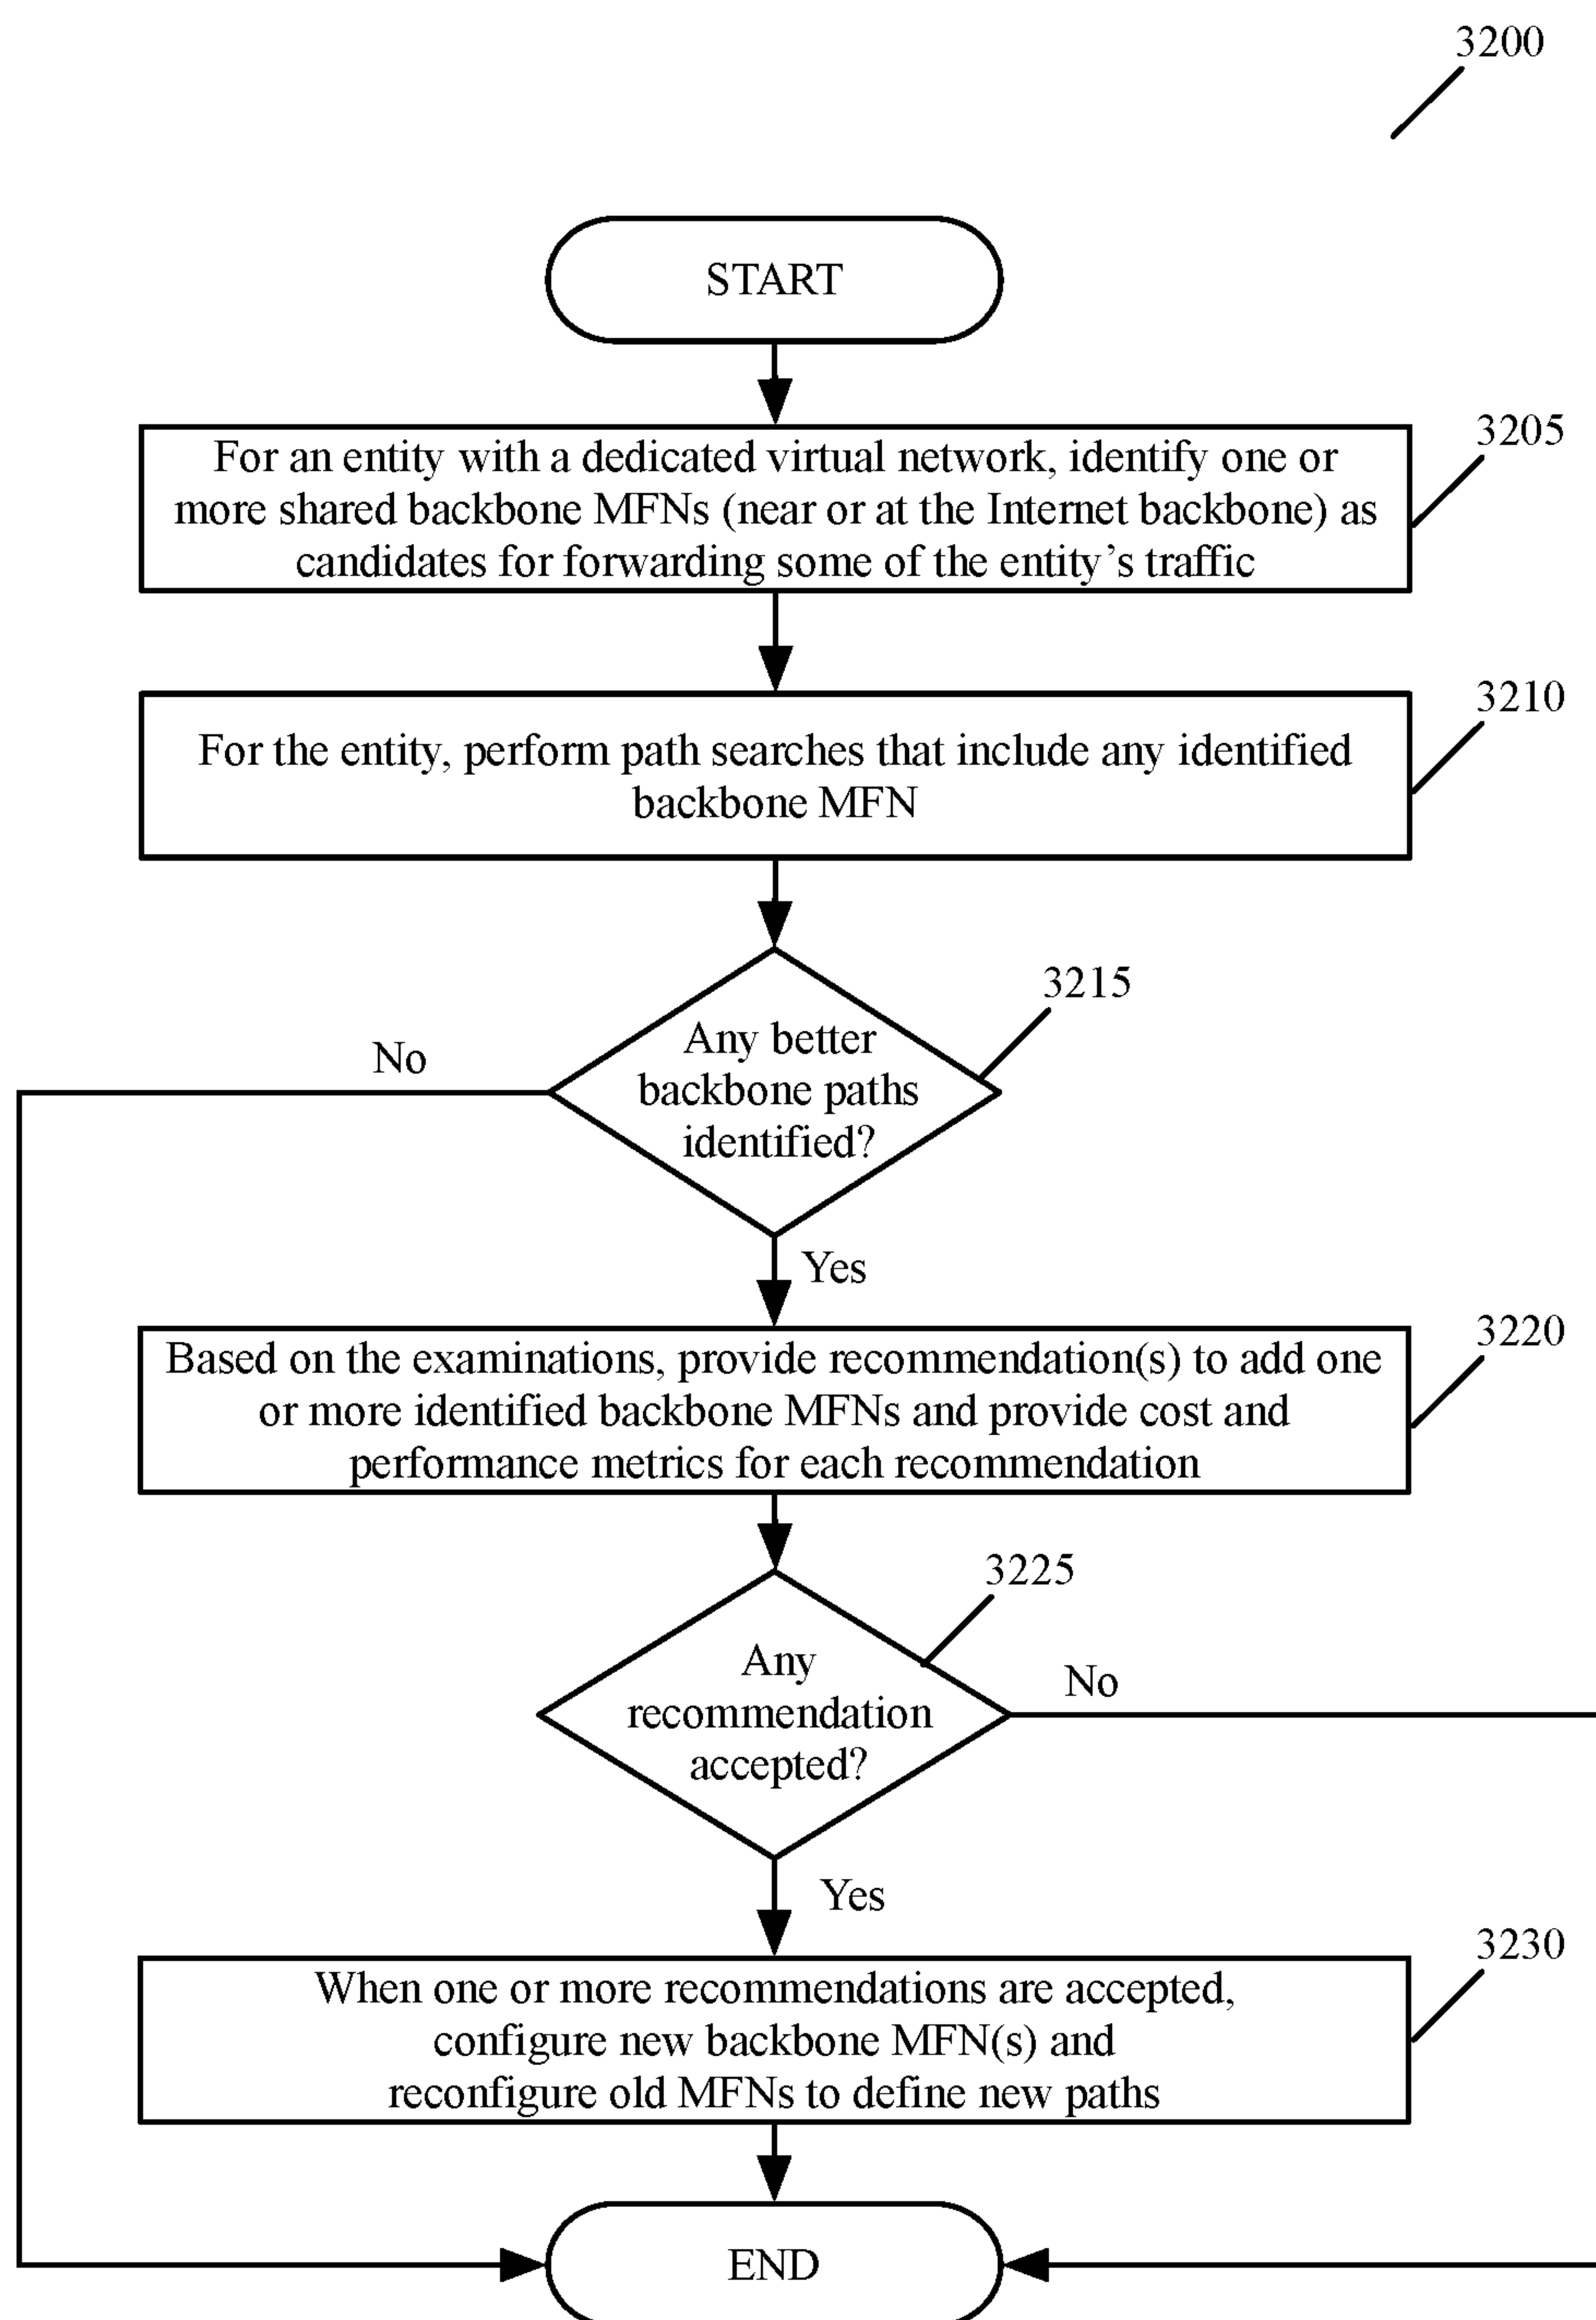 3200
START
3205
For an entity with a dedicated virtual network, identify one or
more shared backbone MFNs (near or at the Internet backbone) as
candidates for forwarding some of the entity’s traffic
3210
For the entity, perform path searches that include any identified
backbone MFN
3215
Any better
backbone paths
identified?
No
Yes
3220
Based on the examinations, provide recommendation(s) to add one
or more identified backbone MFNs and provide cost and
performance metrics for each recommendation
3225
Any
recommendation
accepted?
No
Yes
3230
When one or more recommendations are accepted,
configure new backbone MFN(s) and
reconfigure old MFNs to define new paths
END